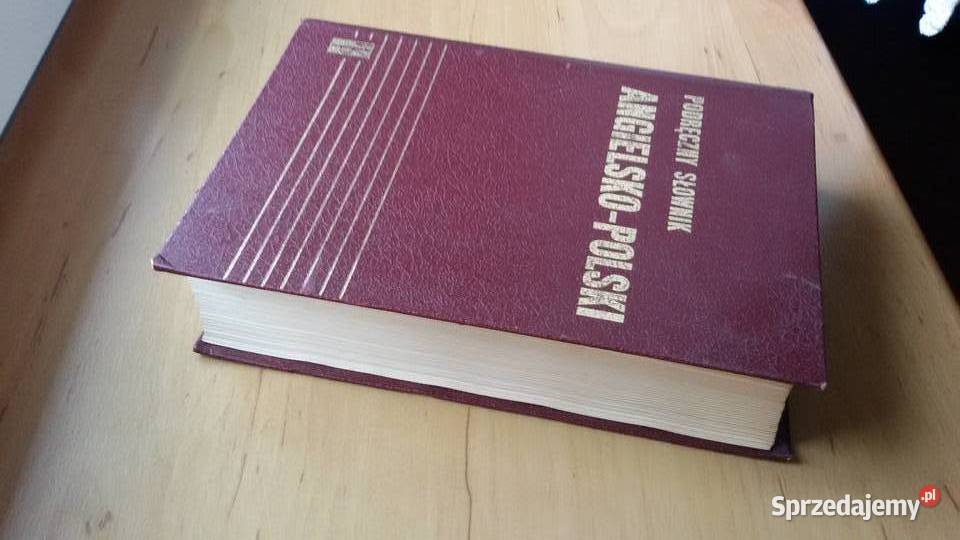 PODRĘCZNY SŁOWNIK
ANGIELSKO-POLSKI
Sprzedajemy.pl